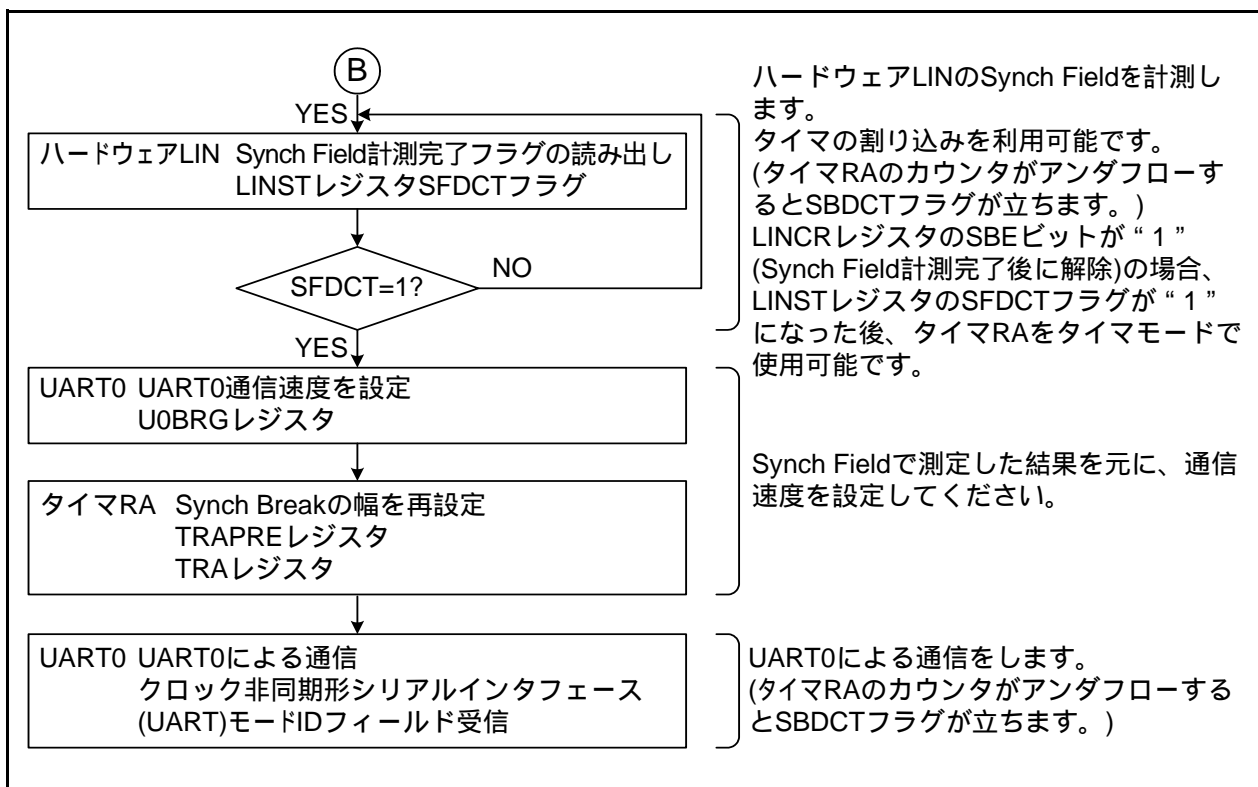 B
YES
ハードウェアLIN Synch Field計測完了フラグの読み出し
LINSTレジスタSFDCTフラグ
SFDCT=1?
NO
YES
ハードウェアLINのSynch Fieldを計測し
ます。
タイマの割り込みを利用可能です。
(タイマRAのカウンタがアンダフローす
るとSBDCTフラグが立ちます。)
LINCRレジスタのSBEビットが“1”
(Synch Field計測完了後に解除)の場合、
LINSTレジスタのSFDCTフラグが“1”
になった後、タイマRAをタイマモードで
使用可能です。
UART0 UART0通信速度を設定
U0BRGレジスタ
タイマRA Synch Breakの幅を再設定
TRAPREレジスタ
TRAレジスタ
Synch Fieldで測定した結果を元に、通信
速度を設定してください。
UART0 UART0による通信
クロック非同期形シリアルインタフェース
(UART)モードIDフィールド受信
UART0による通信をします。
(タイマRAのカウンタがアンダフローする
とSBDCTフラグが立ちます。)